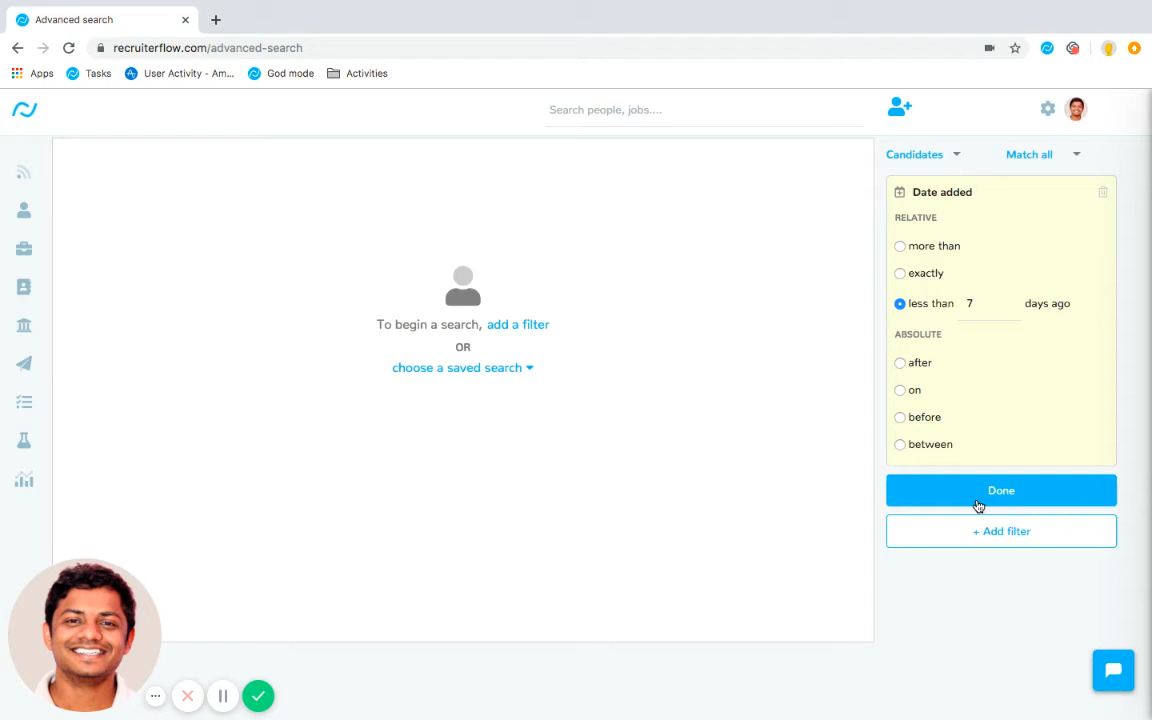 Advanced search
recruiterflow.com/advanced-search
Apps Tasks User Activity - Am... God mode Activities
Search people, jobs....
Candidates Match all
Date added
RELATIVE
more than
exactly
less than 7 days ago
ABSOLUTE
after
on
before
between
Done
+ Add filter
To begin a search, add a filter
OR
choose a saved search